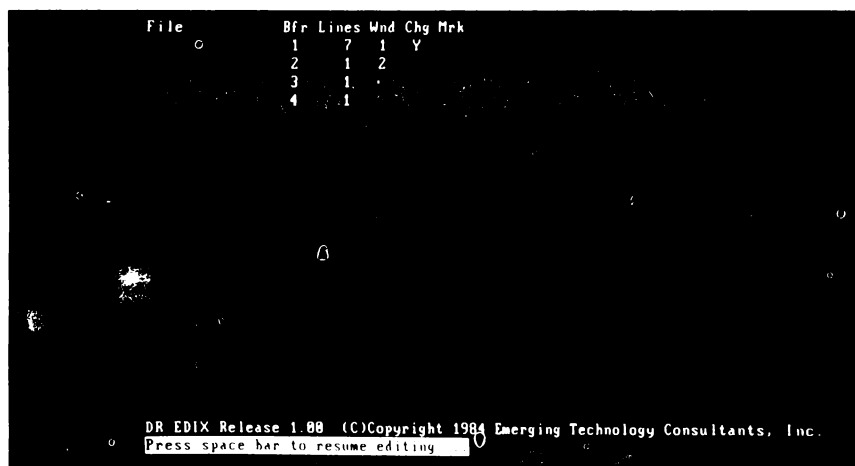 File Bfr Lines Wnd Chg Mrk
1 7 1 Y
2 1 2
3 1
4 1
DR EDIX Release 1.00 (C)Copyright 1984 Emerging Technology Consultants, Inc.
Press space bar to resume editing